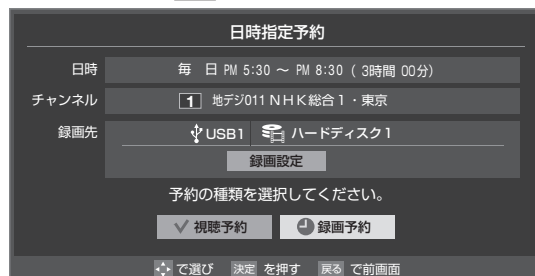 日時指定予約
日時 毎 日 PM 5:30 ～ PM 8:30 ( 3時間 00分)
チャンネル 1 地デジ011 NHK総合1・東京
録画先 USB1 ハードディスク1
録画設定
予約の種類を選択してください。
視聴予約 録画予約
で選び 決定 を押す 戻る で前画面